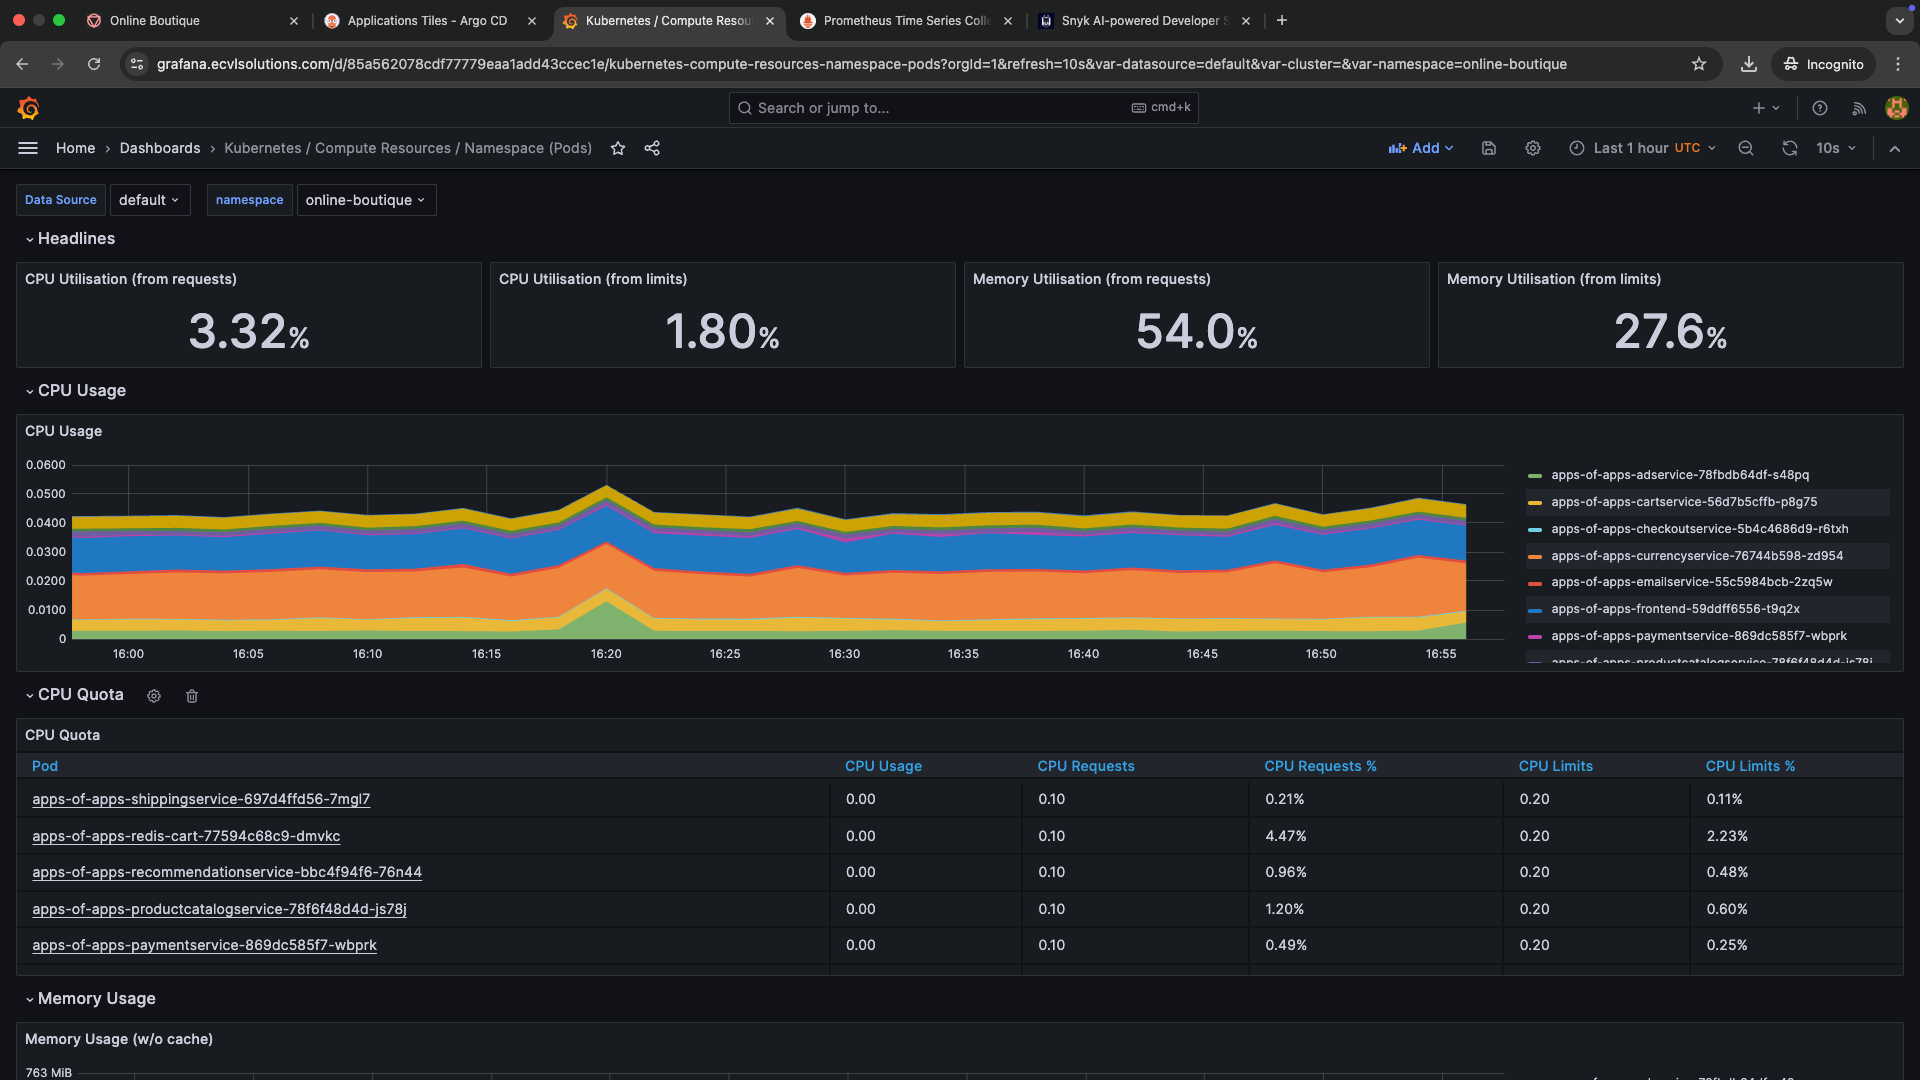 Online Boutique
Applications Tiles - Argo CD
Kubernetes / Compute Resou
Prometheus Time Series Colle
Snyk AI-powered Developer S
grafana.ecvlsolutions.com/d/85a562078cdf77779eaa1add43ccec1e/kubernetes-compute-resources-namespace-pods?orgId=1&refresh=10s&var-datasource=default&var-cluster=&var-namespace=online-boutique
Incognito
Search or jump to...
cmd+k
Home › Dashboards › Kubernetes / Compute Resources / Namespace (Pods)
Add
Last 1 hour UTC
10s
Data Source default namespace online-boutique
Headlines
CPU Utilisation (from requests)
3.32%
CPU Utilisation (from limits)
1.80%
Memory Utilisation (from requests)
54.0%
Memory Utilisation (from limits)
27.6%
CPU Usage
CPU Usage
0.0600
0.0500
0.0400
0.0300
0.0200
0.0100
0
16:00 16:05 16:10 16:15 16:20 16:25 16:30 16:35 16:40 16:45 16:50 16:55
apps-of-apps-adservice-78fbdb64df-s48pq
apps-of-apps-cartservice-56d7b5cffb-p8g75
apps-of-apps-checkoutservice-5b4c4686d9-r6txh
apps-of-apps-currencyservice-76744b598-zd954
apps-of-apps-emailservice-55c5984bcb-2zq5w
apps-of-apps-frontend-59ddff6556-t9q2x
apps-of-apps-paymentservice-869dc585f7-wbprk
apps-of-apps-productcatalogservice-78f6f48d4d-js78j
CPU Quota
CPU Quota
Pod CPU Usage CPU Requests CPU Requests % CPU Limits CPU Limits %
apps-of-apps-shippingservice-697d4ffd56-7mgl7 0.00 0.10 0.21% 0.20 0.11%
apps-of-apps-redis-cart-77594c68c9-dmvkc 0.00 0.10 4.47% 0.20 2.23%
apps-of-apps-recommendationservice-bbc4f94f6-76n44 0.00 0.10 0.96% 0.20 0.48%
apps-of-apps-productcatalogservice-78f6f48d4d-js78j 0.00 0.10 1.20% 0.20 0.60%
apps-of-apps-paymentservice-869dc585f7-wbprk 0.00 0.10 0.49% 0.20 0.25%
Memory Usage
Memory Usage (w/o cache)
763 MiB